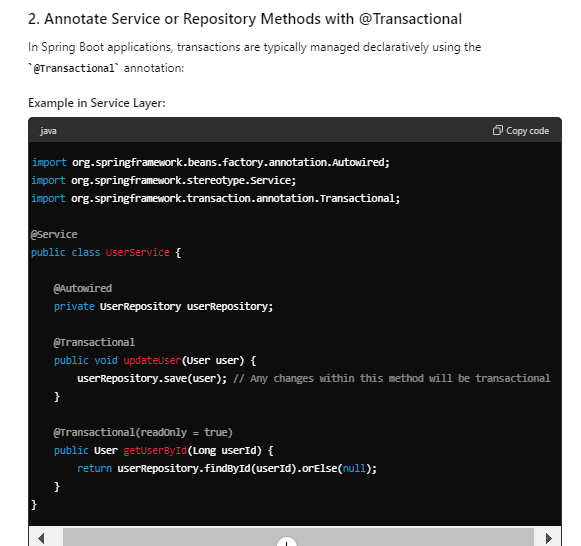 2. Annotate Service or Repository Methods with @Transactional
In Spring Boot applications, transactions are typically managed declaratively using the
`@Transactional` annotation:
Example in Service Layer:
java
Copy code
import org.springframework.beans.factory.annotation.Autowired;
import org.springframework.stereotype.Service;
import org.springframework.transaction.annotation.Transactional;
@Service
public class UserService {
@Autowired
private UserRepository userRepository;
@Transactional
public void updateUser(User user) {
userRepository.save(user); // Any changes within this method will be transactional
}
@Transactional(readOnly = true)
public User getUserById(Long userId) {
return userRepository.findById(userId).orElse(null);
}
}